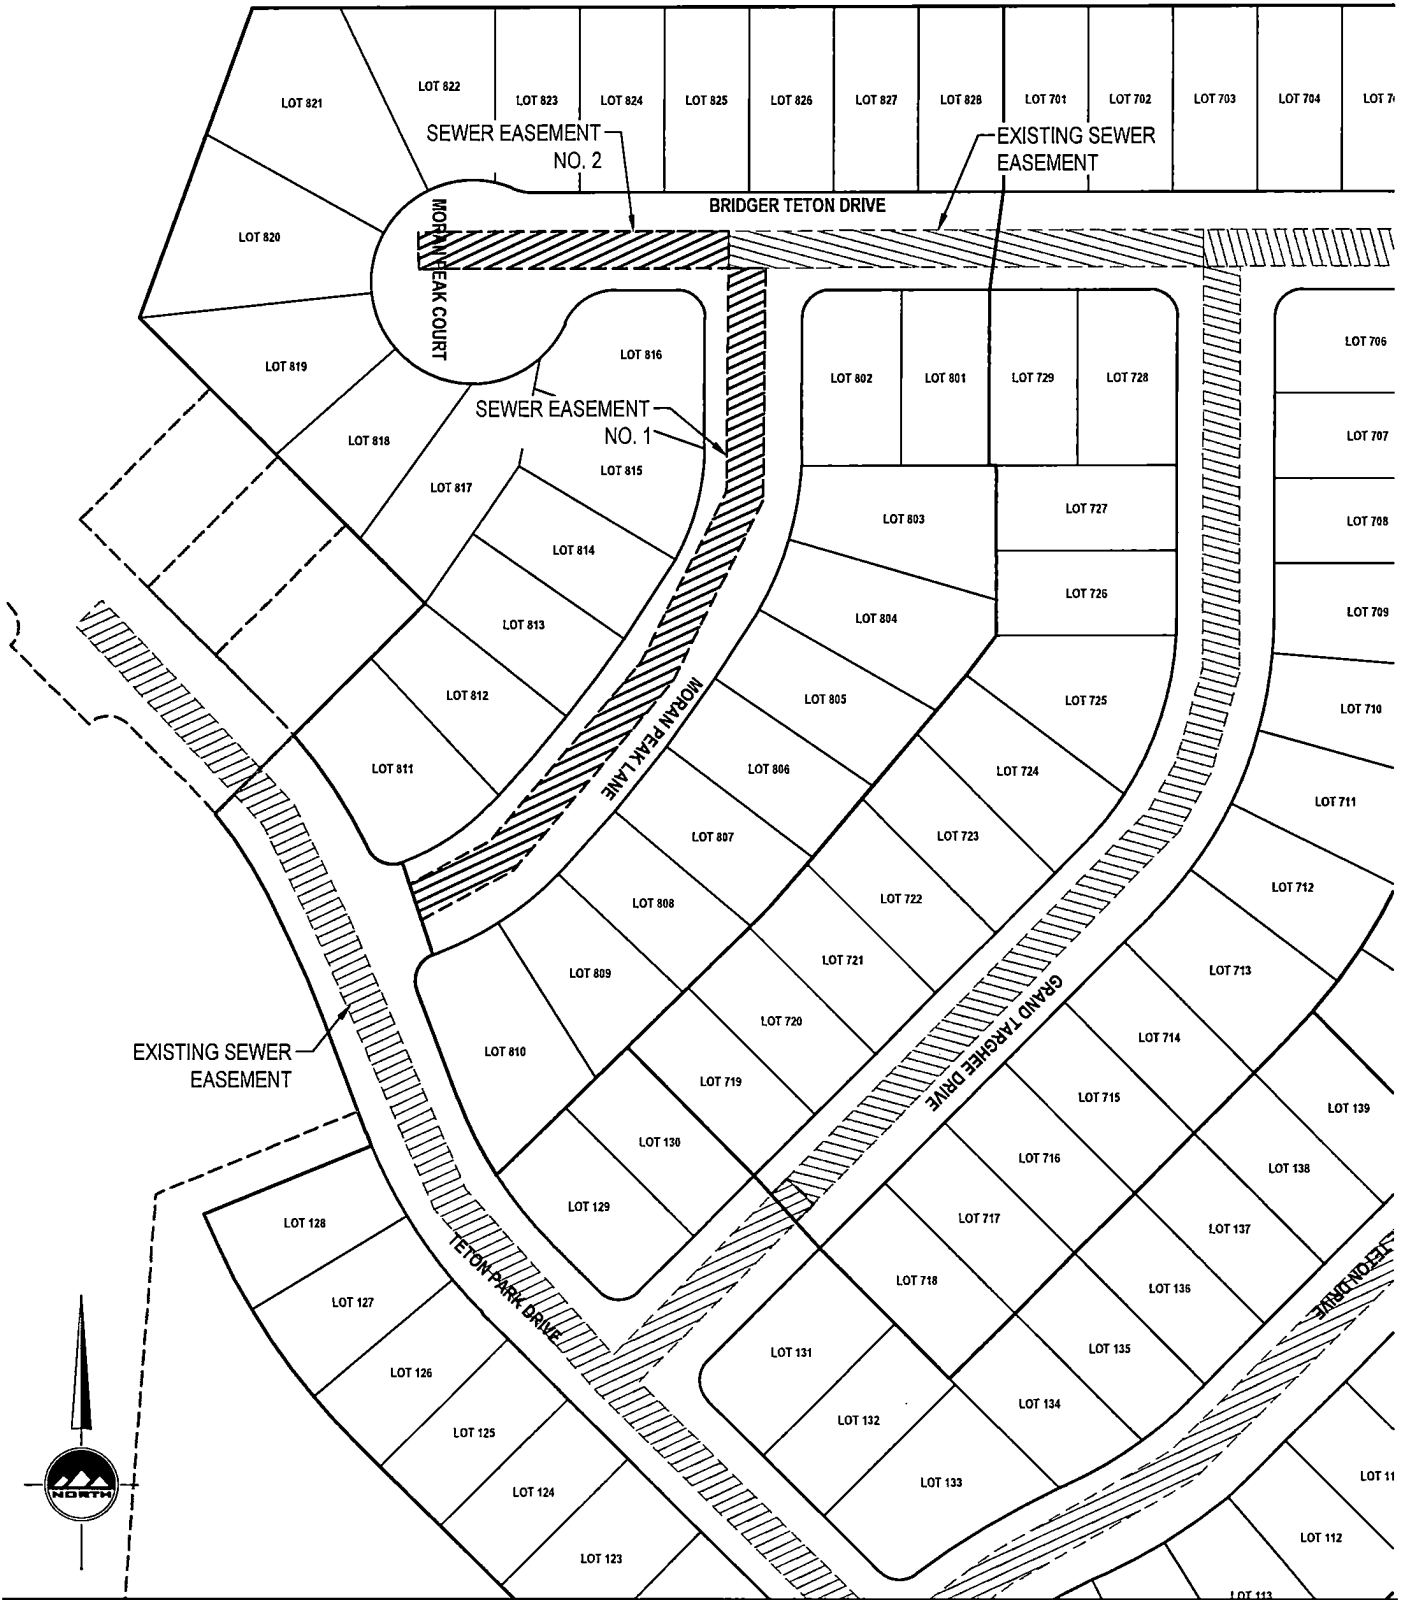 LOT 821
LOT 822
LOT 823
LOT 824
LOT 825
LOT 826
LOT 827
LOT 828
LOT 701
LOT 702
LOT 703
LOT 704
SEWER EASEMENT
NO. 2
EXISTING SEWER
EASEMENT
BRIDGER TETON DRIVE
MORAN PEAK COURT
LOT 820
LOT 819
LOT 818
LOT 817
LOT 816
SEWER EASEMENT
NO. 1
LOT 815
LOT 814
LOT 813
LOT 812
LOT 811
LOT 802
LOT 801
LOT 729
LOT 728
LOT 706
LOT 707
LOT 708
LOT 709
LOT 710
LOT 711
LOT 712
LOT 803
LOT 727
LOT 726
LOT 804
LOT 805
LOT 725
MORAN PEAK LANE
LOT 806
LOT 724
LOT 807
LOT 723
LOT 808
LOT 722
LOT 809
LOT 721
LOT 713
LOT 810
LOT 720
GRAND TARGHEE DRIVE
LOT 714
EXISTING SEWER
EASEMENT
LOT 719
LOT 715
LOT 139
LOT 130
LOT 716
LOT 138
LOT 129
LOT 717
LOT 137
LOT 128
TETON PARK DRIVE
LOT 718
LOT 136
TETON DRIVE
LOT 127
LOT 131
LOT 135
LOT 126
LOT 132
LOT 134
LOT 125
LOT 133
LOT 124
LOT 112
LOT 123
LOT 113
NORTH